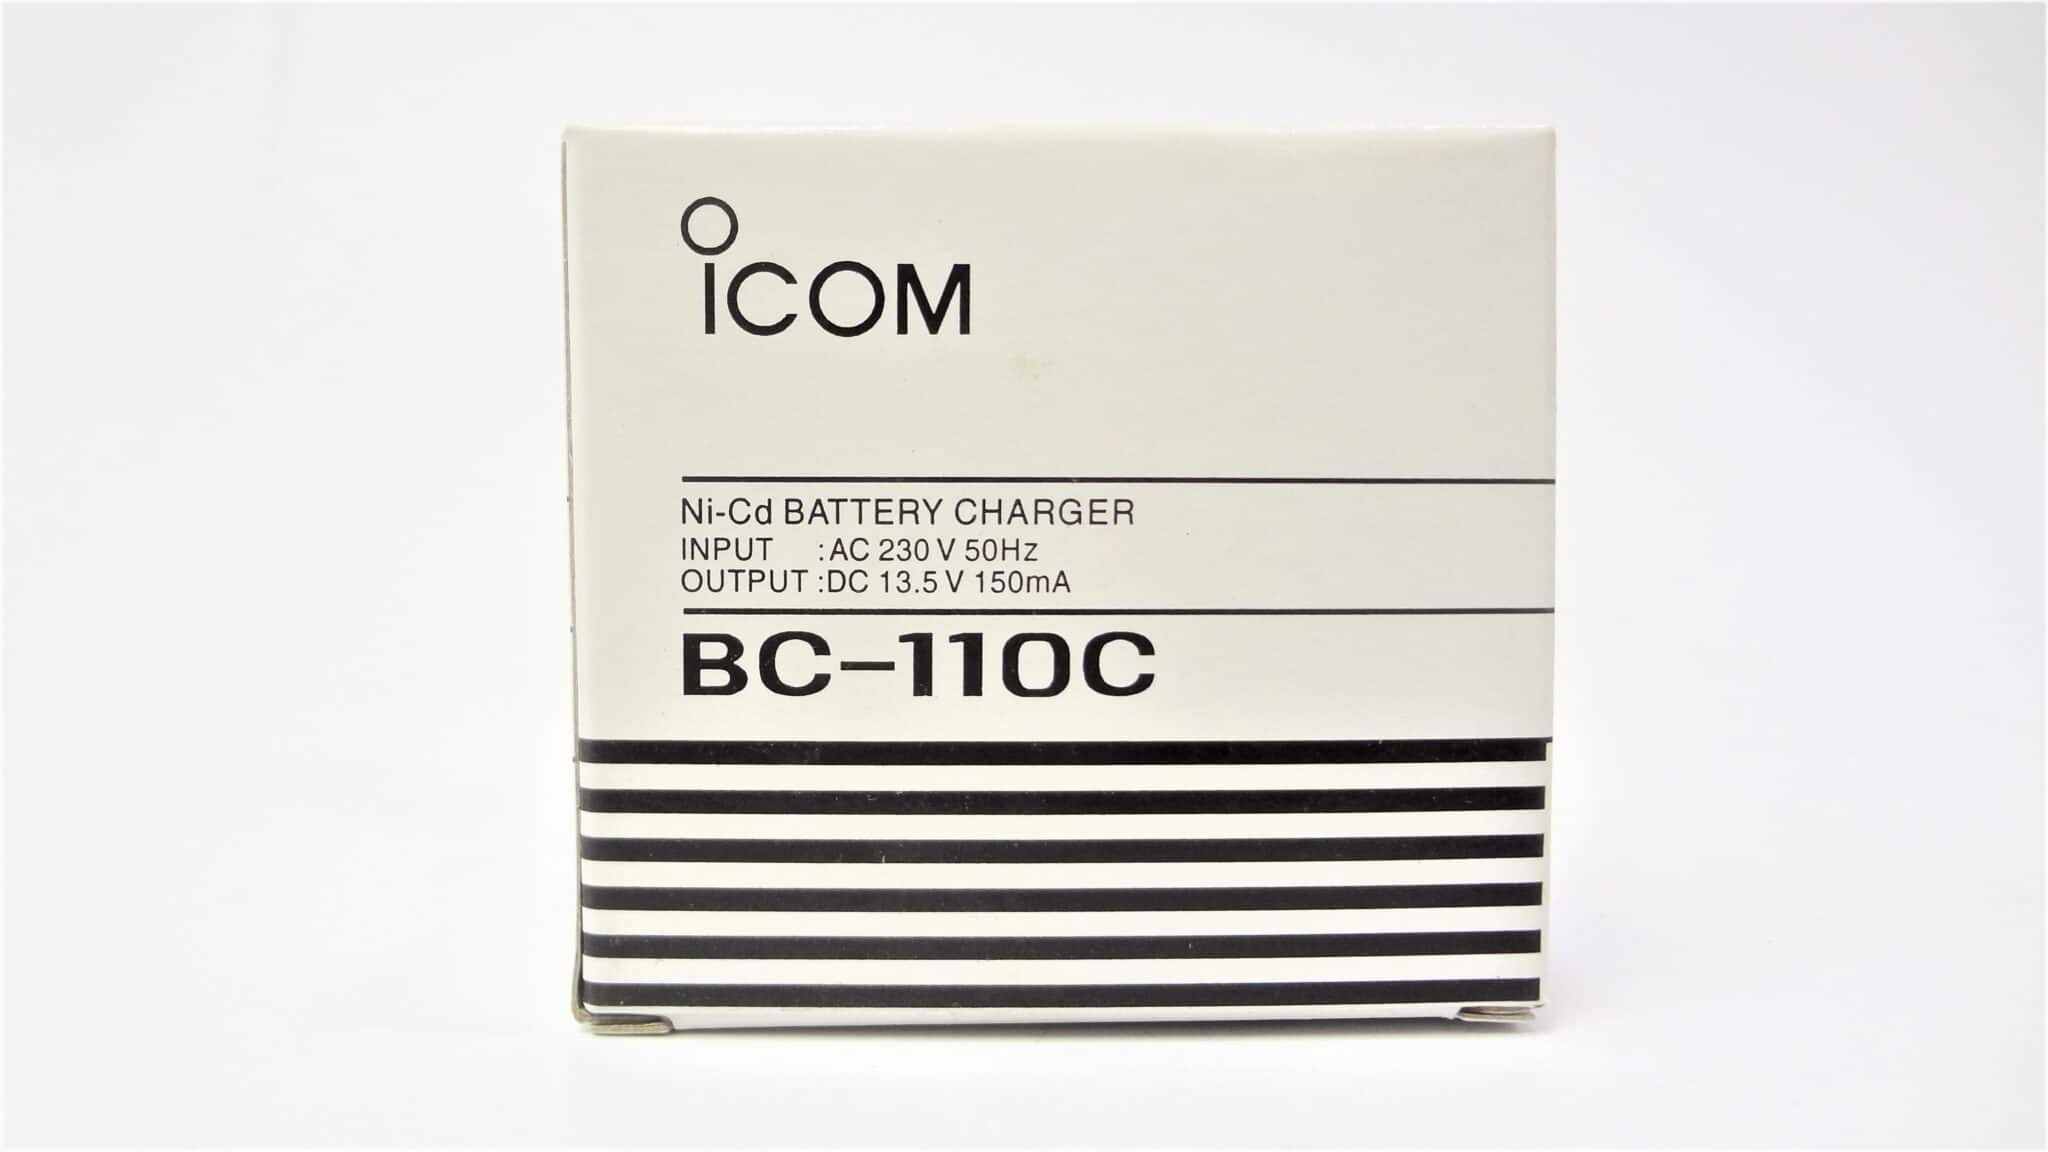 iCOM
Ni-Cd BATTERY CHARGER
INPUT :AC 230 V 50Hz
OUTPUT :DC 13.5 V 150mA
BC-110C